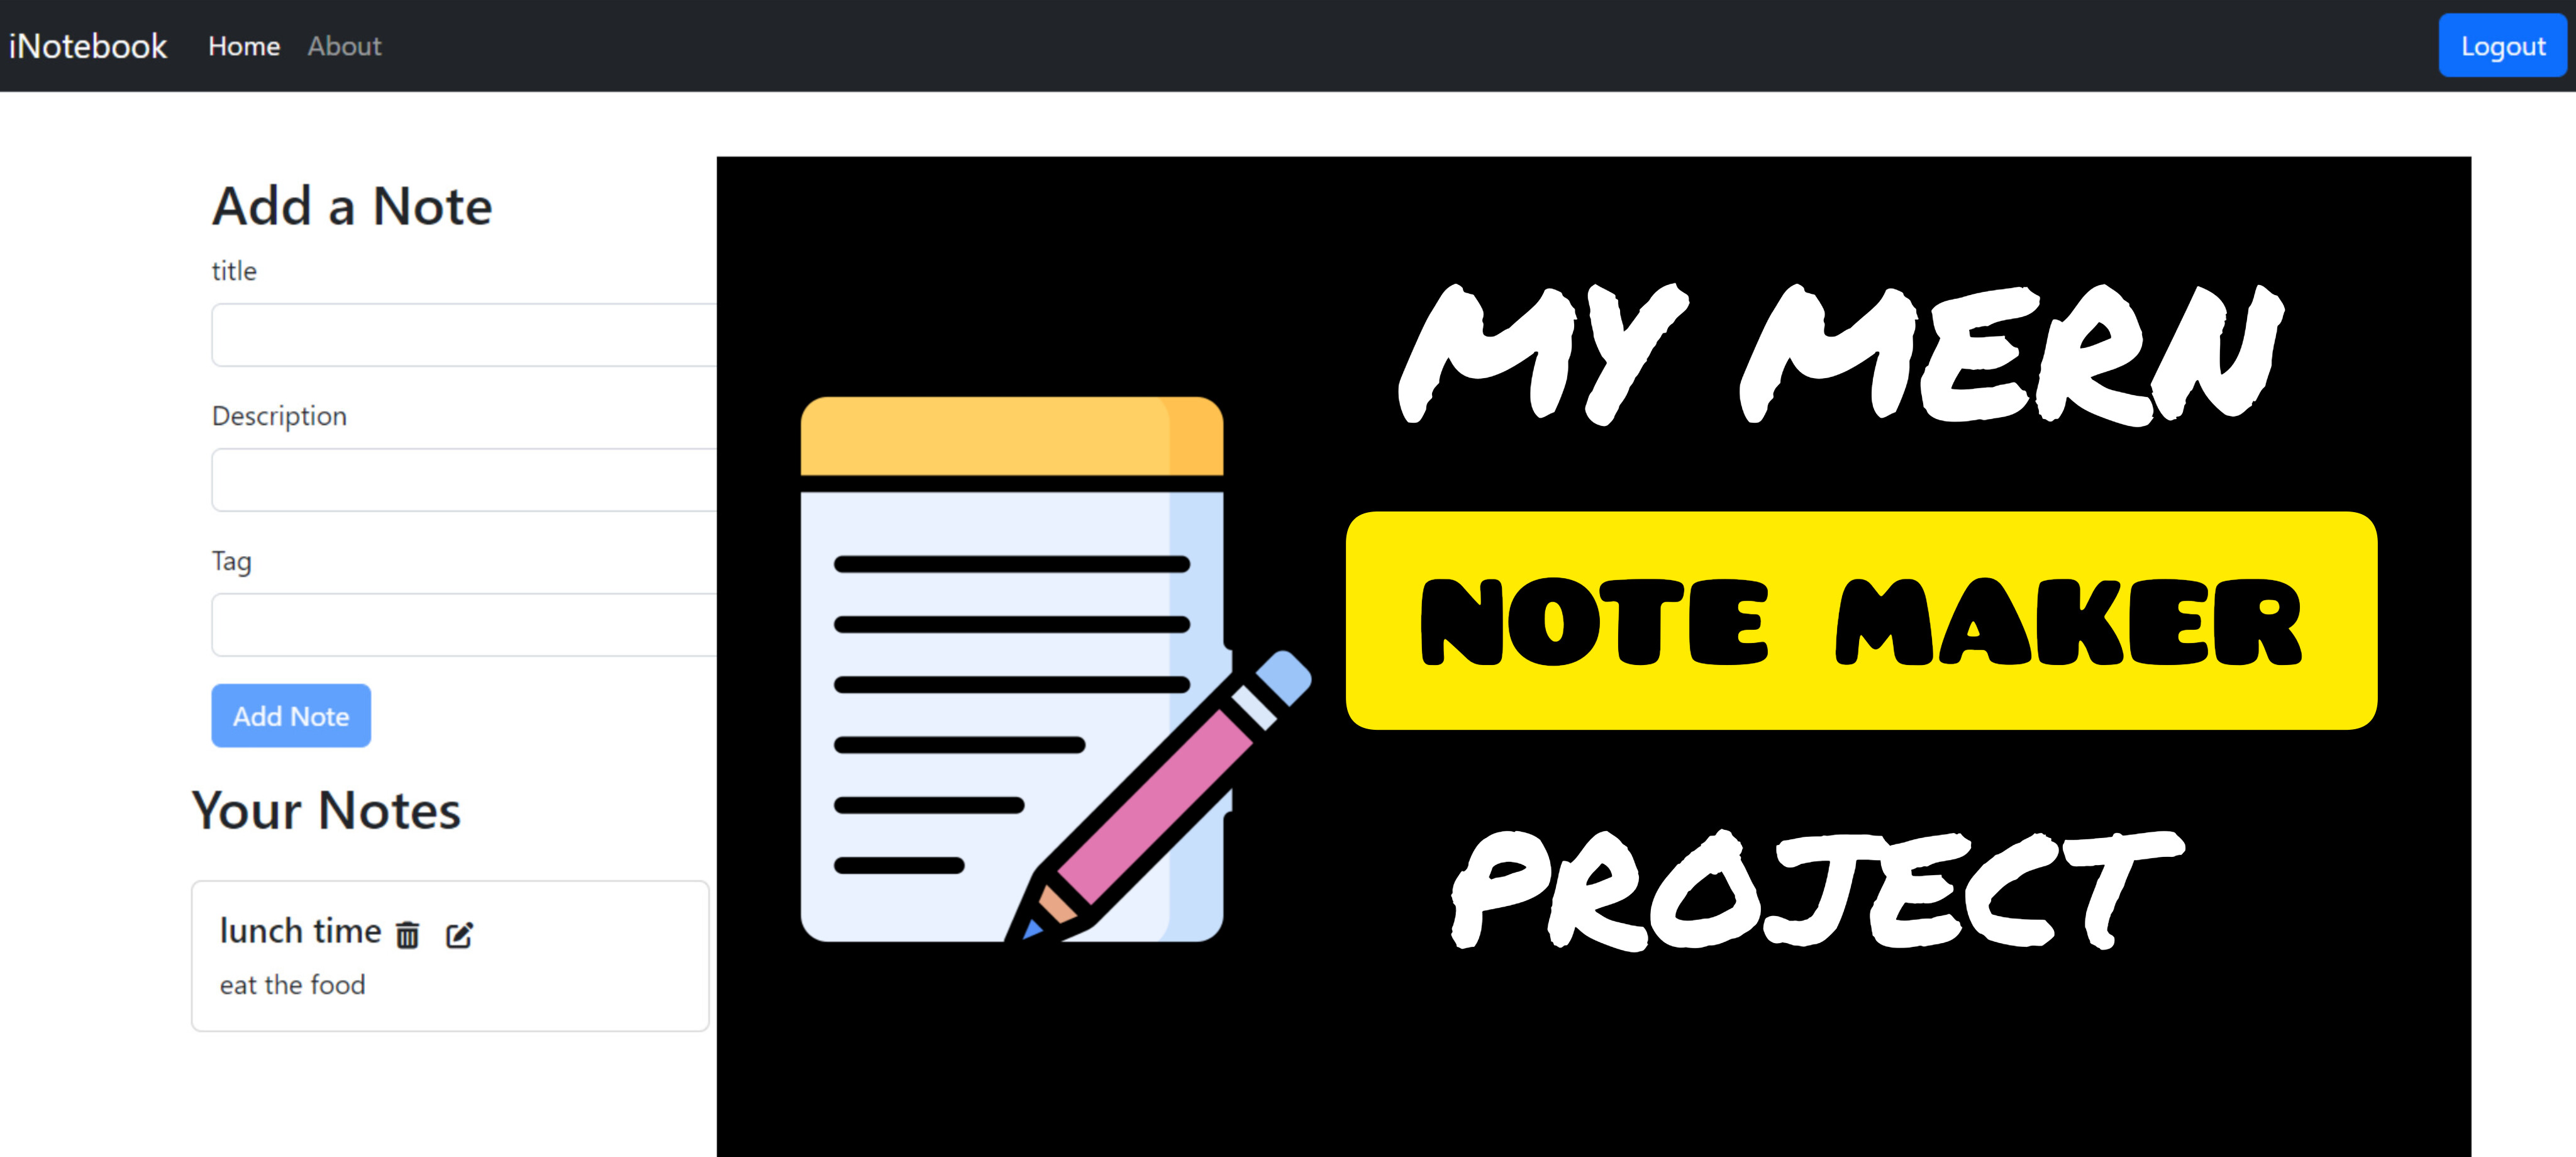 iNotebook Home About Logout
Add a Note
title
Description
Tag
Add Note
Your Notes
lunch time
eat the food
MY MERN
NOTE MAKER
PROJECT